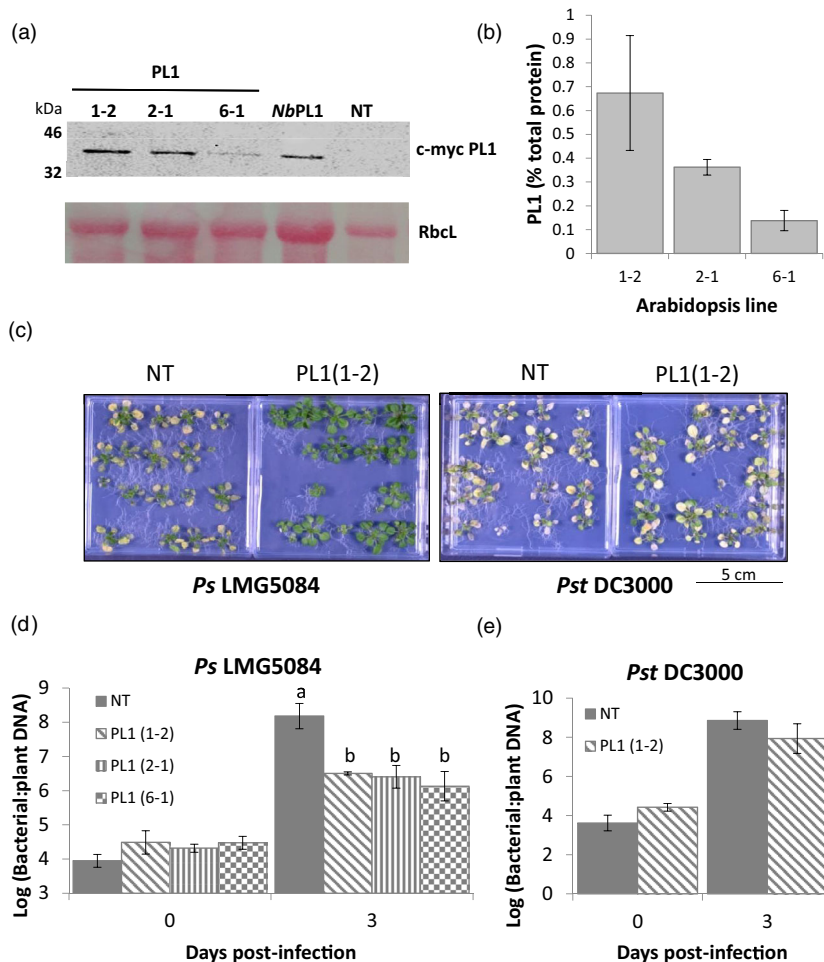 (a)
PL1
kDa 1-2 2-1 6-1 NbPL1 NT
46
32
c-myc PL1
RbcL
(b)
PL1 (% total protein)
1
0.9
0.8
0.7
0.6
0.5
0.4
0.3
0.2
0.1
0
1-2 2-1 6-1
Arabidopsis line
(c)
NT PL1(1-2) NT PL1(1-2)
Ps LMG5084 Pst DC3000 5 cm
(d)
Ps LMG5084
Log (Bacterial:plant DNA)
9
8
7
6
5
4
3
NT
PL1 (1-2)
PL1 (2-1)
PL1 (6-1)
a
b b b
0 3
Days post-infection
(e)
Pst DC3000
Log (Bacterial:plant DNA)
10
8
6
4
2
0
NT
PL1 (1-2)
0 3
Days post-infection